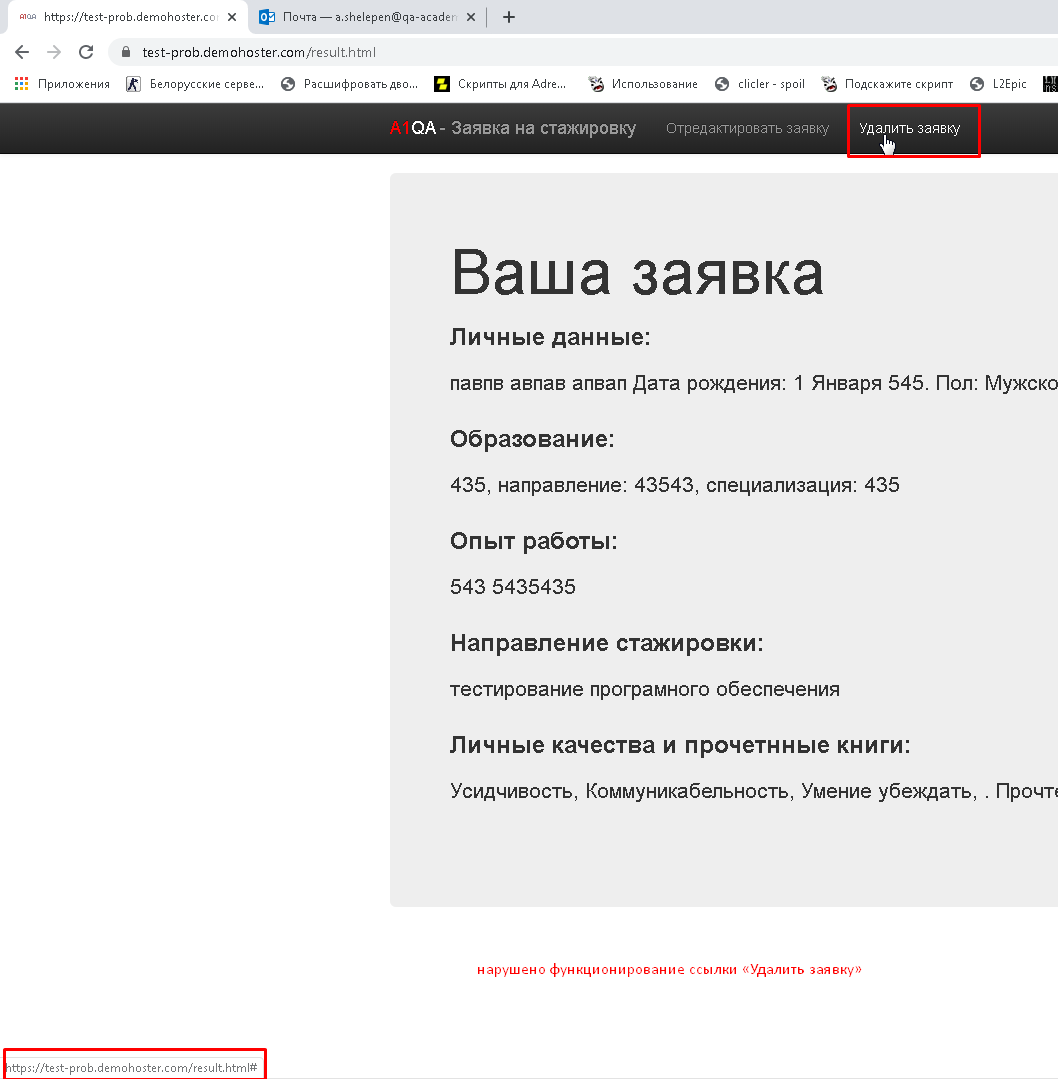 A1QA https://test-prob.demohoster.co
Почта — a.shelepen@qa-academ
test-prob.demohoster.com/result.html
Приложения Белорусские серве... Расшифровать дво... Скрипты для Adre... Использование clicler - spoil Подскажите скрипт L2Epic
A1QA - Заявка на стажировку Отредактировать заявку Удалить заявку
Ваша заявка
Личные данные:
павпв авпав апвап Дата рождения: 1 Января 545. Пол: Мужско
Образование:
435, направление: 43543, специализация: 435
Опыт работы:
543 5435435
Направление стажировки:
тестирование програмного обеспечения
Личные качества и прочетнные книги:
Усидчивость, Коммуникабельность, Умение убеждать, . Прочте
нарушено функционирование ссылки «Удалить заявку»
https://test-prob.demohoster.com/result.html#